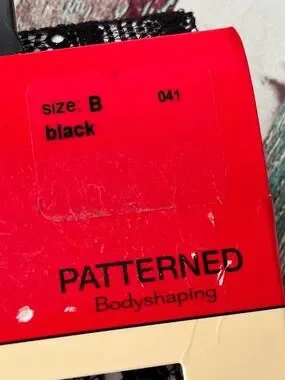 size: B 041
black
PATTERNED
Bodyshaping